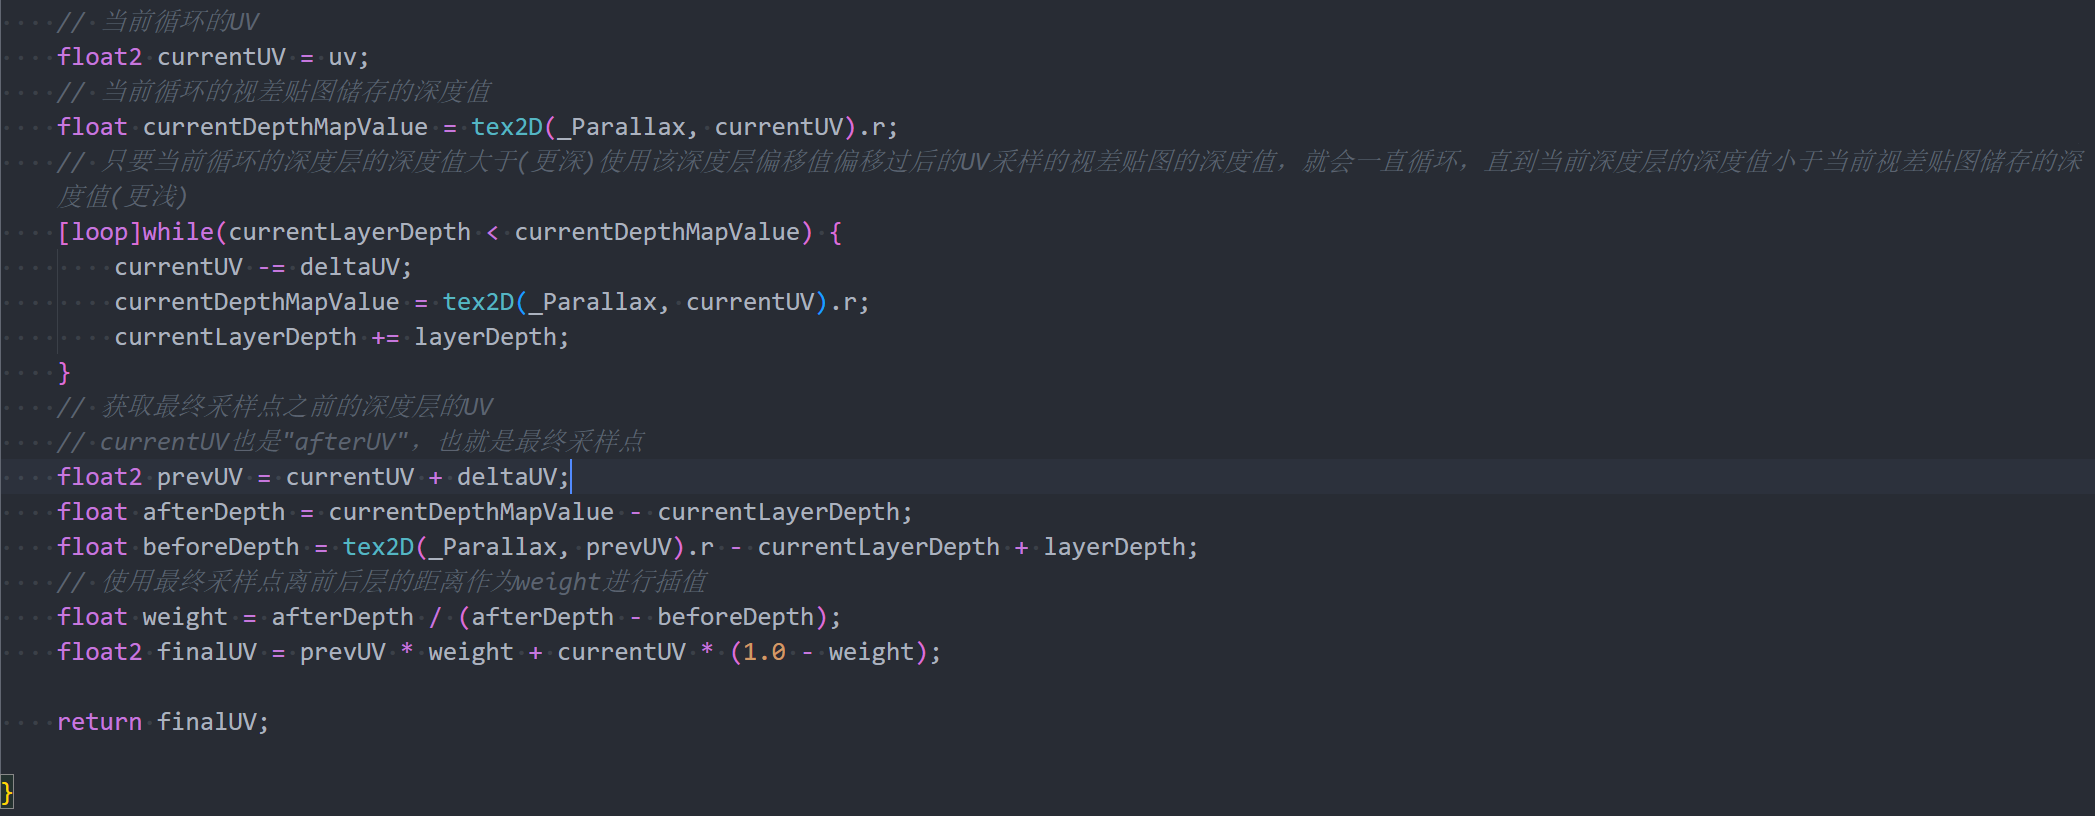 // 当前循环的UV
float2 currentUV = uv;
// 当前循环的视差贴图储存的深度值
float currentDepthMapValue = tex2D(_Parallax, currentUV).r;
// 只要当前循环的深度层的深度值大于(更深)使用该深度层偏移值偏移过后的UV采样的视差贴图的深度值，就会一直循环，直到当前深度层的深度值小于当前视差贴图储存的深
度值(更浅)
[loop]while(currentLayerDepth < currentDepthMapValue) {
currentUV -= deltaUV;
currentDepthMapValue = tex2D(_Parallax, currentUV).r;
currentLayerDepth += layerDepth;
}
// 获取最终采样点之前的深度层的UV
// currentUV也是"afterUV"，也就是最终采样点
float2 prevUV = currentUV + deltaUV;
float afterDepth = currentDepthMapValue - currentLayerDepth;
float beforeDepth = tex2D(_Parallax, prevUV).r - currentLayerDepth + layerDepth;
// 使用最终采样点离前后层的距离作为weight进行插值
float weight = afterDepth / (afterDepth - beforeDepth);
float2 finalUV = prevUV * weight + currentUV * (1.0 - weight);
return finalUV;
}